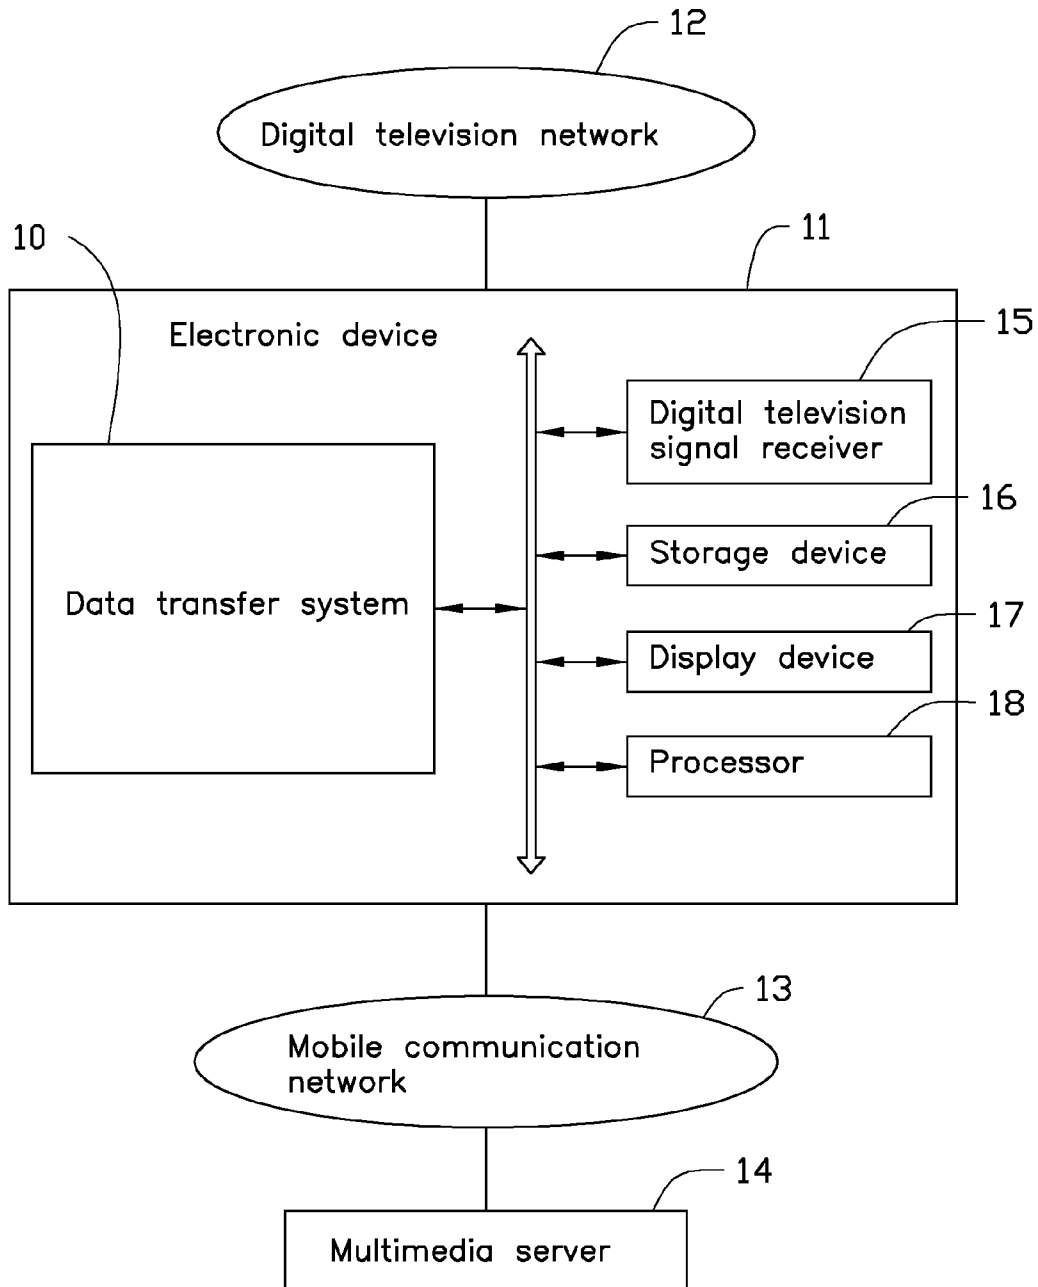 12
Digital television network
10
11
Electronic device
15
Digital television
signal receiver
16
Storage device
Data transfer system
17
Display device
18
Processor
13
Mobile communication
network
14
Multimedia server